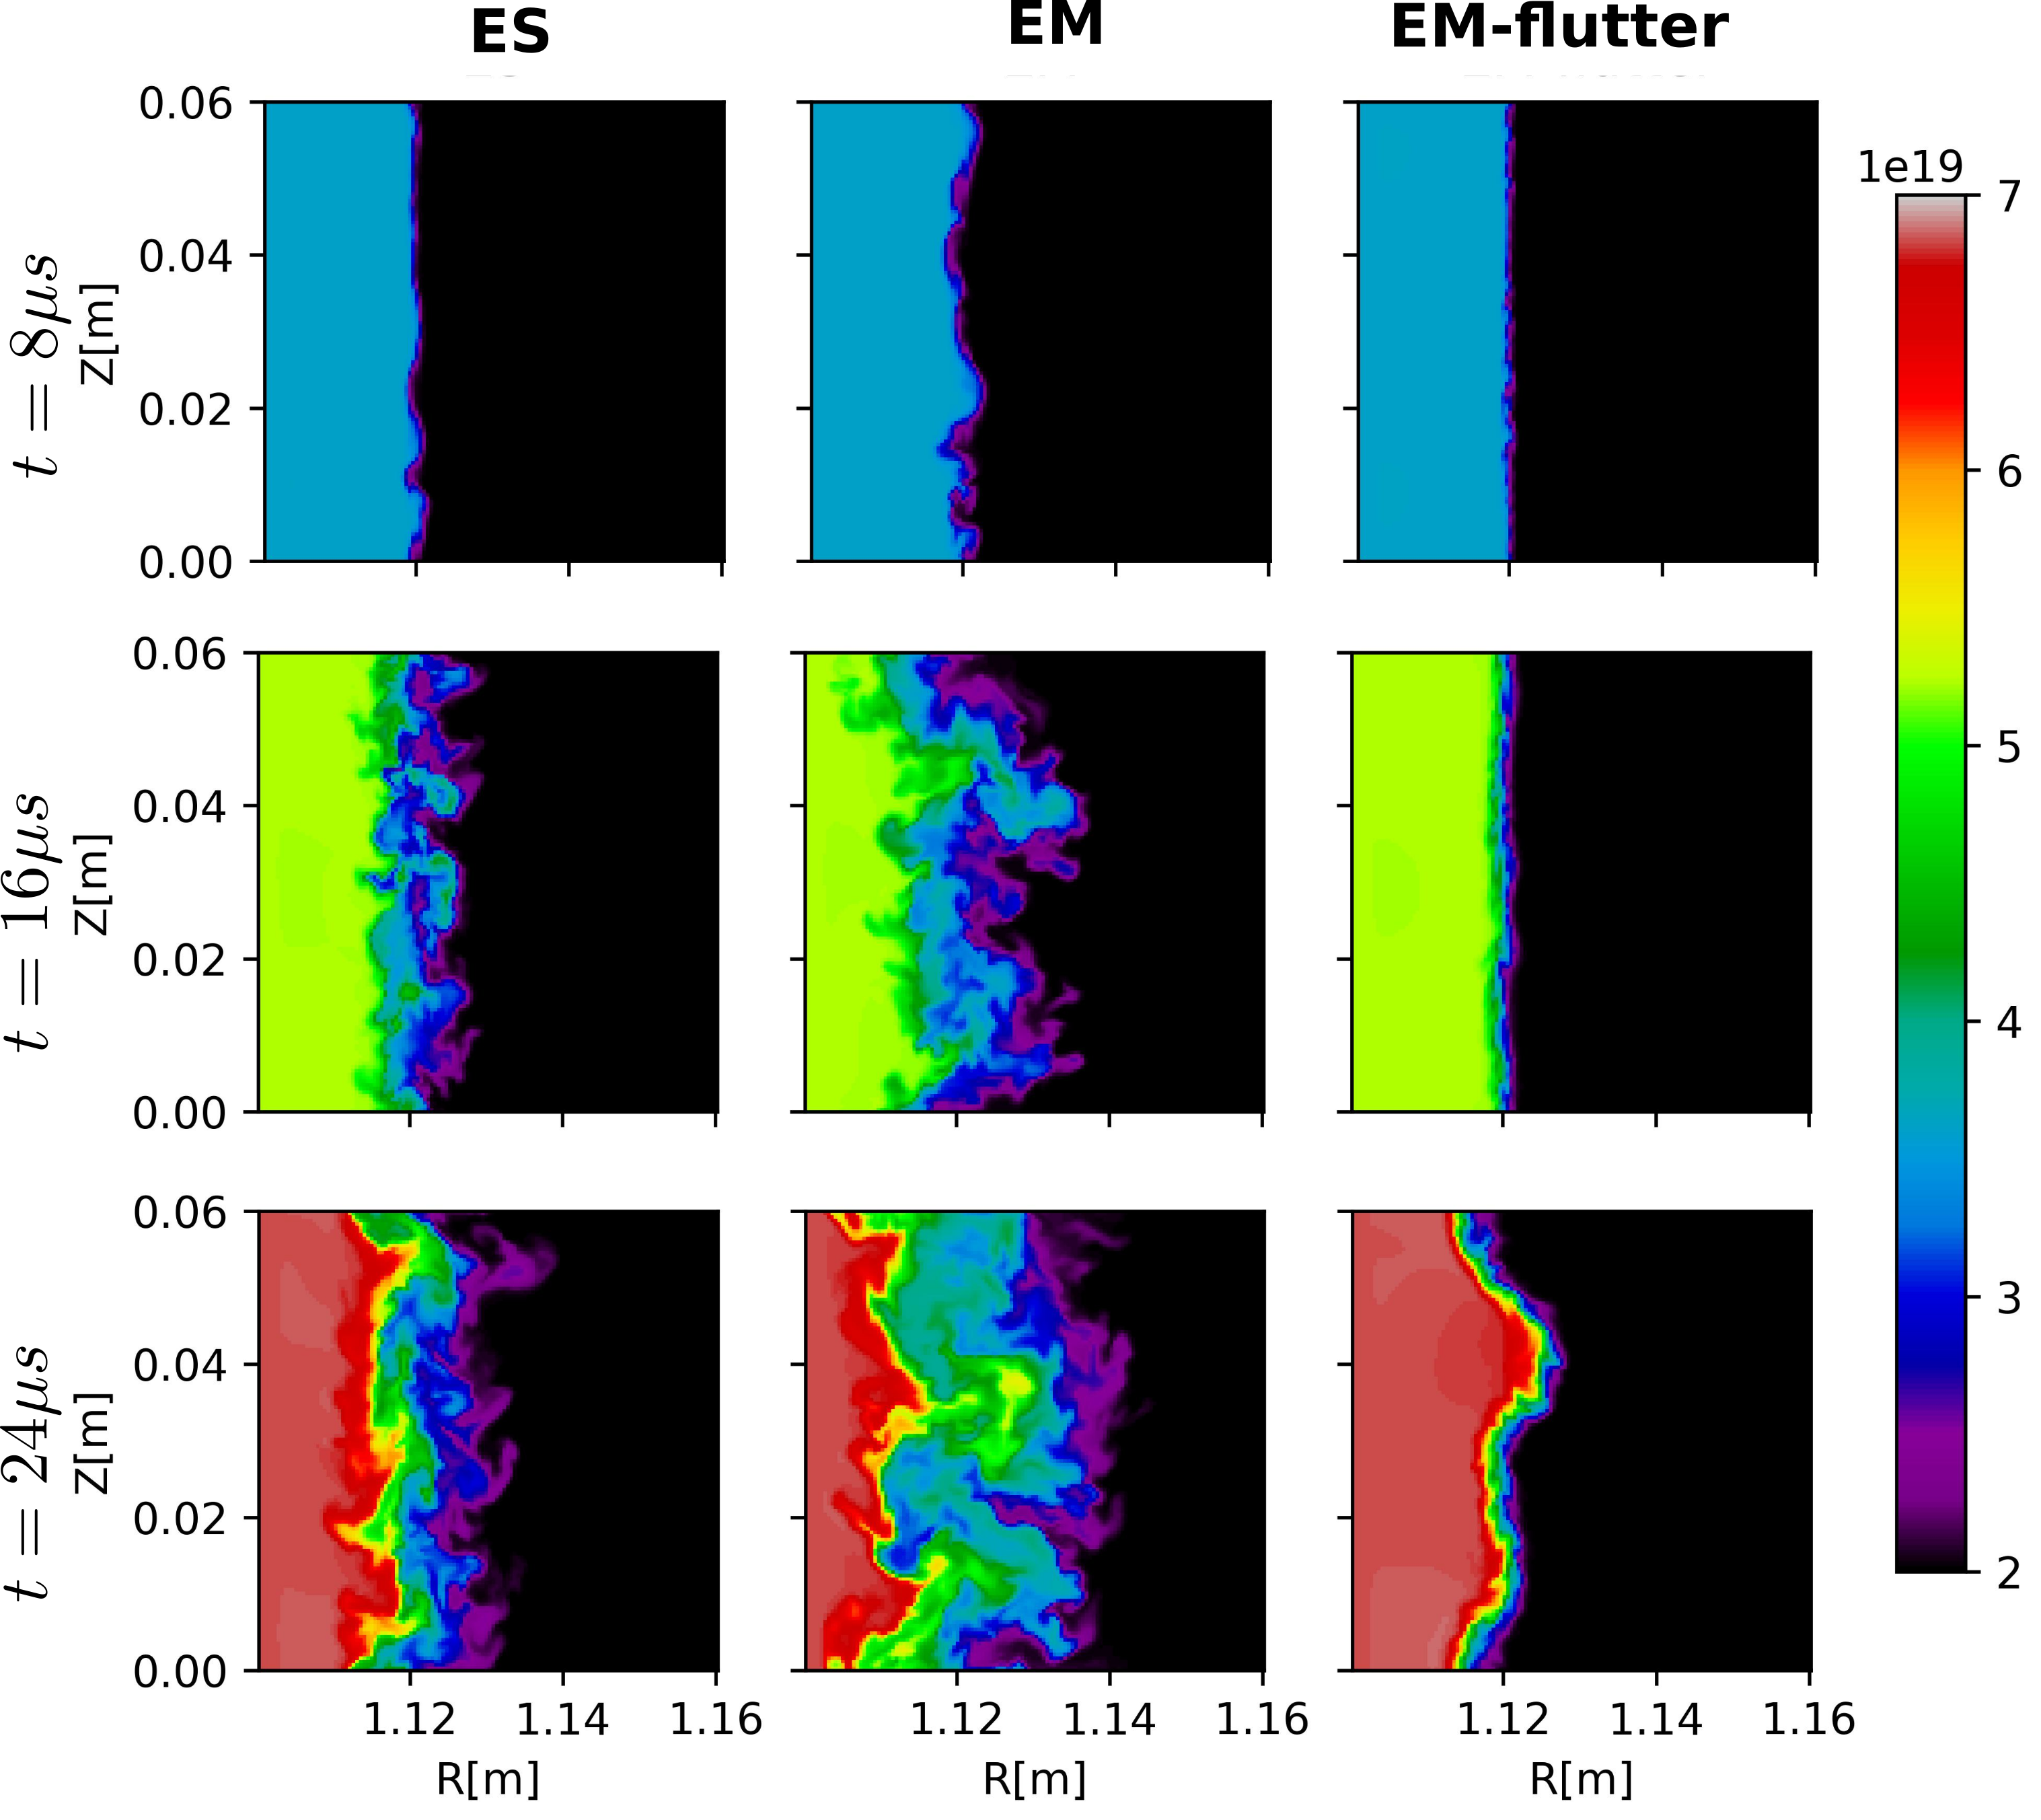 ES EM EM-flutter
1e19
7
6
5
4
3
2
t = 8μs
Z[m]
0.06
0.04
0.02
0.00
t = 16μs
Z[m]
0.06
0.04
0.02
0.00
t = 24μs
Z[m]
0.06
0.04
0.02
0.00
1.12 1.14 1.16 1.12 1.14 1.16 1.12 1.14 1.16
R[m] R[m] R[m]